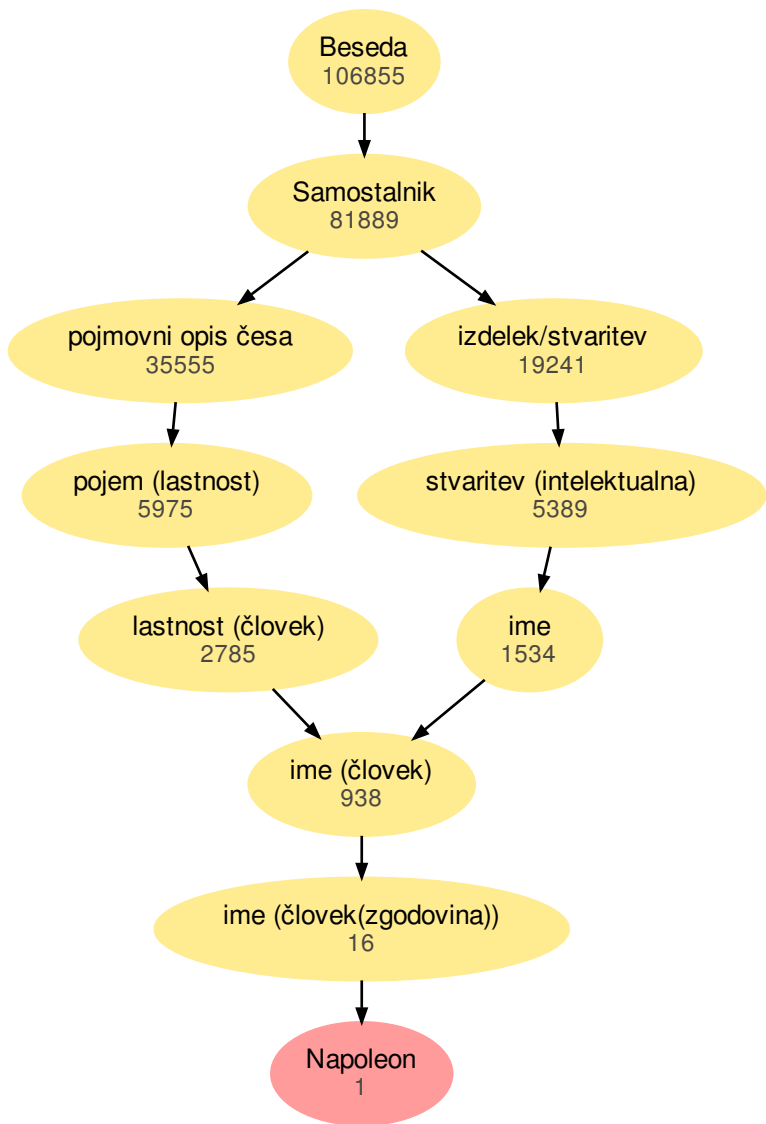 Beseda
106855
Samostalnik
81889
pojmovni opis česa
35555
izdelek/stvaritev
19241
pojem (lastnost)
5975
stvaritev (intelektualna)
5389
lastnost (človek)
2785
ime
1534
ime (človek)
938
ime (človek(zgodovina))
16
Napoleon
1